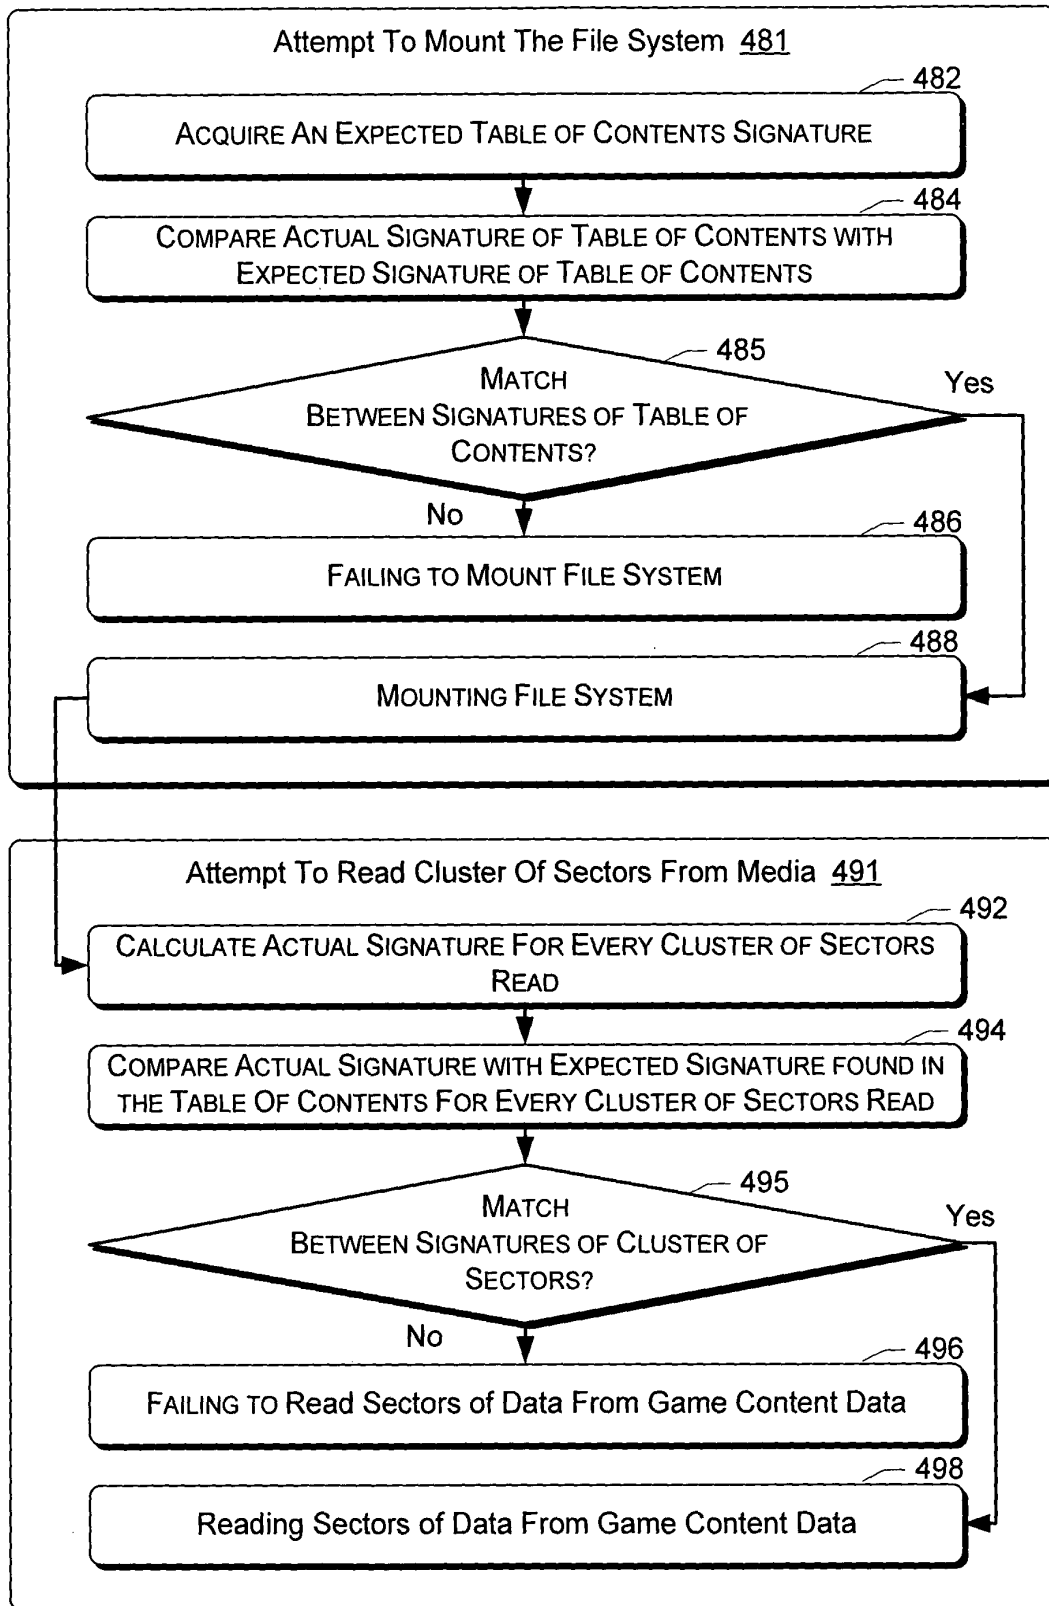 Attempt To Mount The File System 481
482
ACQUIRE AN EXPECTED TABLE OF CONTENTS SIGNATURE
484
COMPARE ACTUAL SIGNATURE OF TABLE OF CONTENTS WITH
EXPECTED SIGNATURE OF TABLE OF CONTENTS
485
MATCH
BETWEEN SIGNATURES OF TABLE OF
CONTENTS?
Yes
No
486
FAILING TO MOUNT FILE SYSTEM
488
MOUNTING FILE SYSTEM
Attempt To Read Cluster Of Sectors From Media 491
492
CALCULATE ACTUAL SIGNATURE FOR EVERY CLUSTER OF SECTORS
READ
494
COMPARE ACTUAL SIGNATURE WITH EXPECTED SIGNATURE FOUND IN
THE TABLE OF CONTENTS FOR EVERY CLUSTER OF SECTORS READ
495
MATCH
BETWEEN SIGNATURES OF CLUSTER OF
SECTORS?
Yes
No
496
FAILING TO Read Sectors of Data From Game Content Data
498
Reading Sectors of Data From Game Content Data